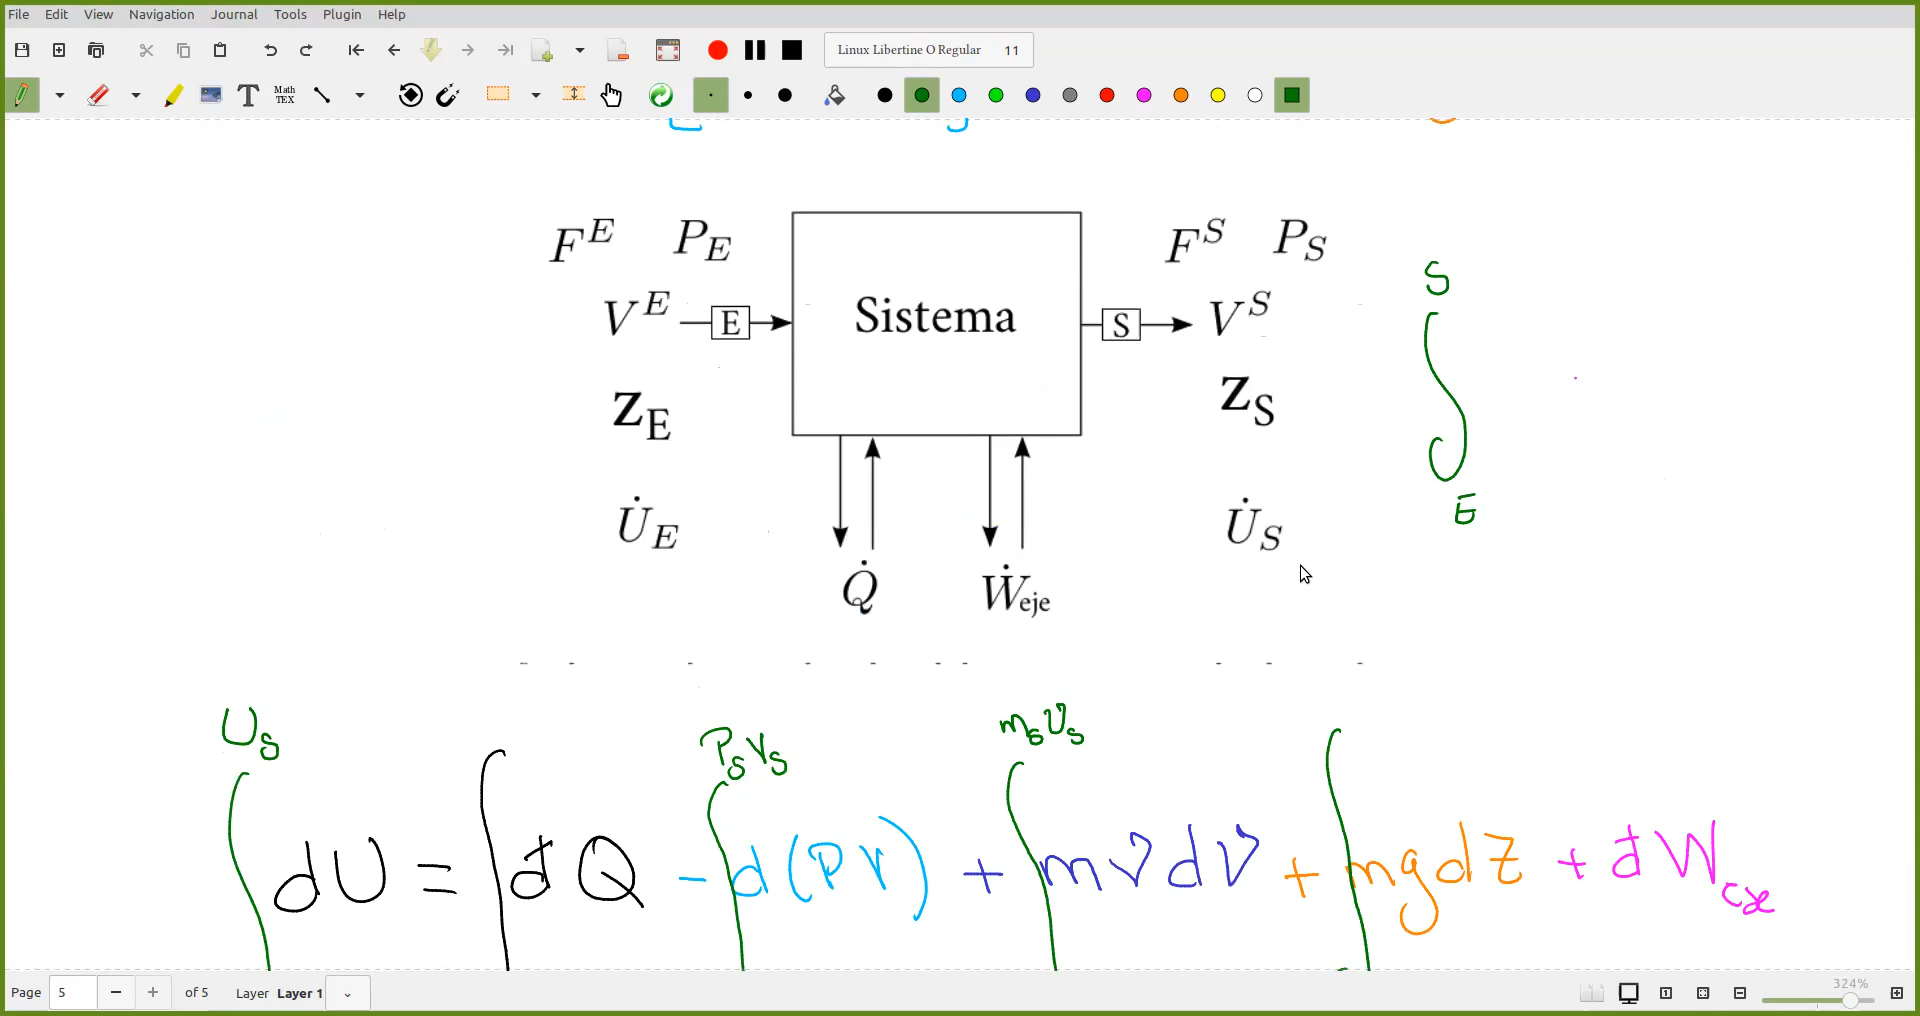 File Edit View Navigation Journal Tools Plugin Help
Linux Libertine O Regular 11
T Math TEX
F^E P_E F^S P_S
S
V^E E Sistema S V^S
Z_E Z_S
E
U̇_E U̇_S
Q̇ Ẇ_eje
U_S P_S V_S m_S V_S
∫ dU = ∫ đQ - ∫ d(PV) + ∫ mvdV + ∫ mgdZ + đW_cx
Page 5 of 5 Layer Layer 1 324%